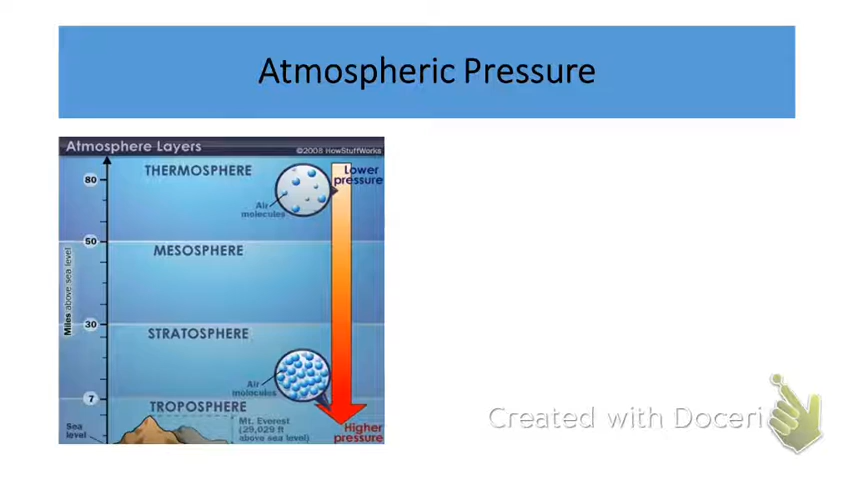 Atmospheric Pressure
Atmosphere Layers
©2008 HowStuffWorks
THERMOSPHERE
Lower
pressure
80
Air
molecules
50
MESOSPHERE
Miles above sea level
30
STRATOSPHERE
Air
molecules
7
TROPOSPHERE
Sea
level
Mt. Everest
(29,029 ft
above sea level)
Higher
pressure
Created with Doceri